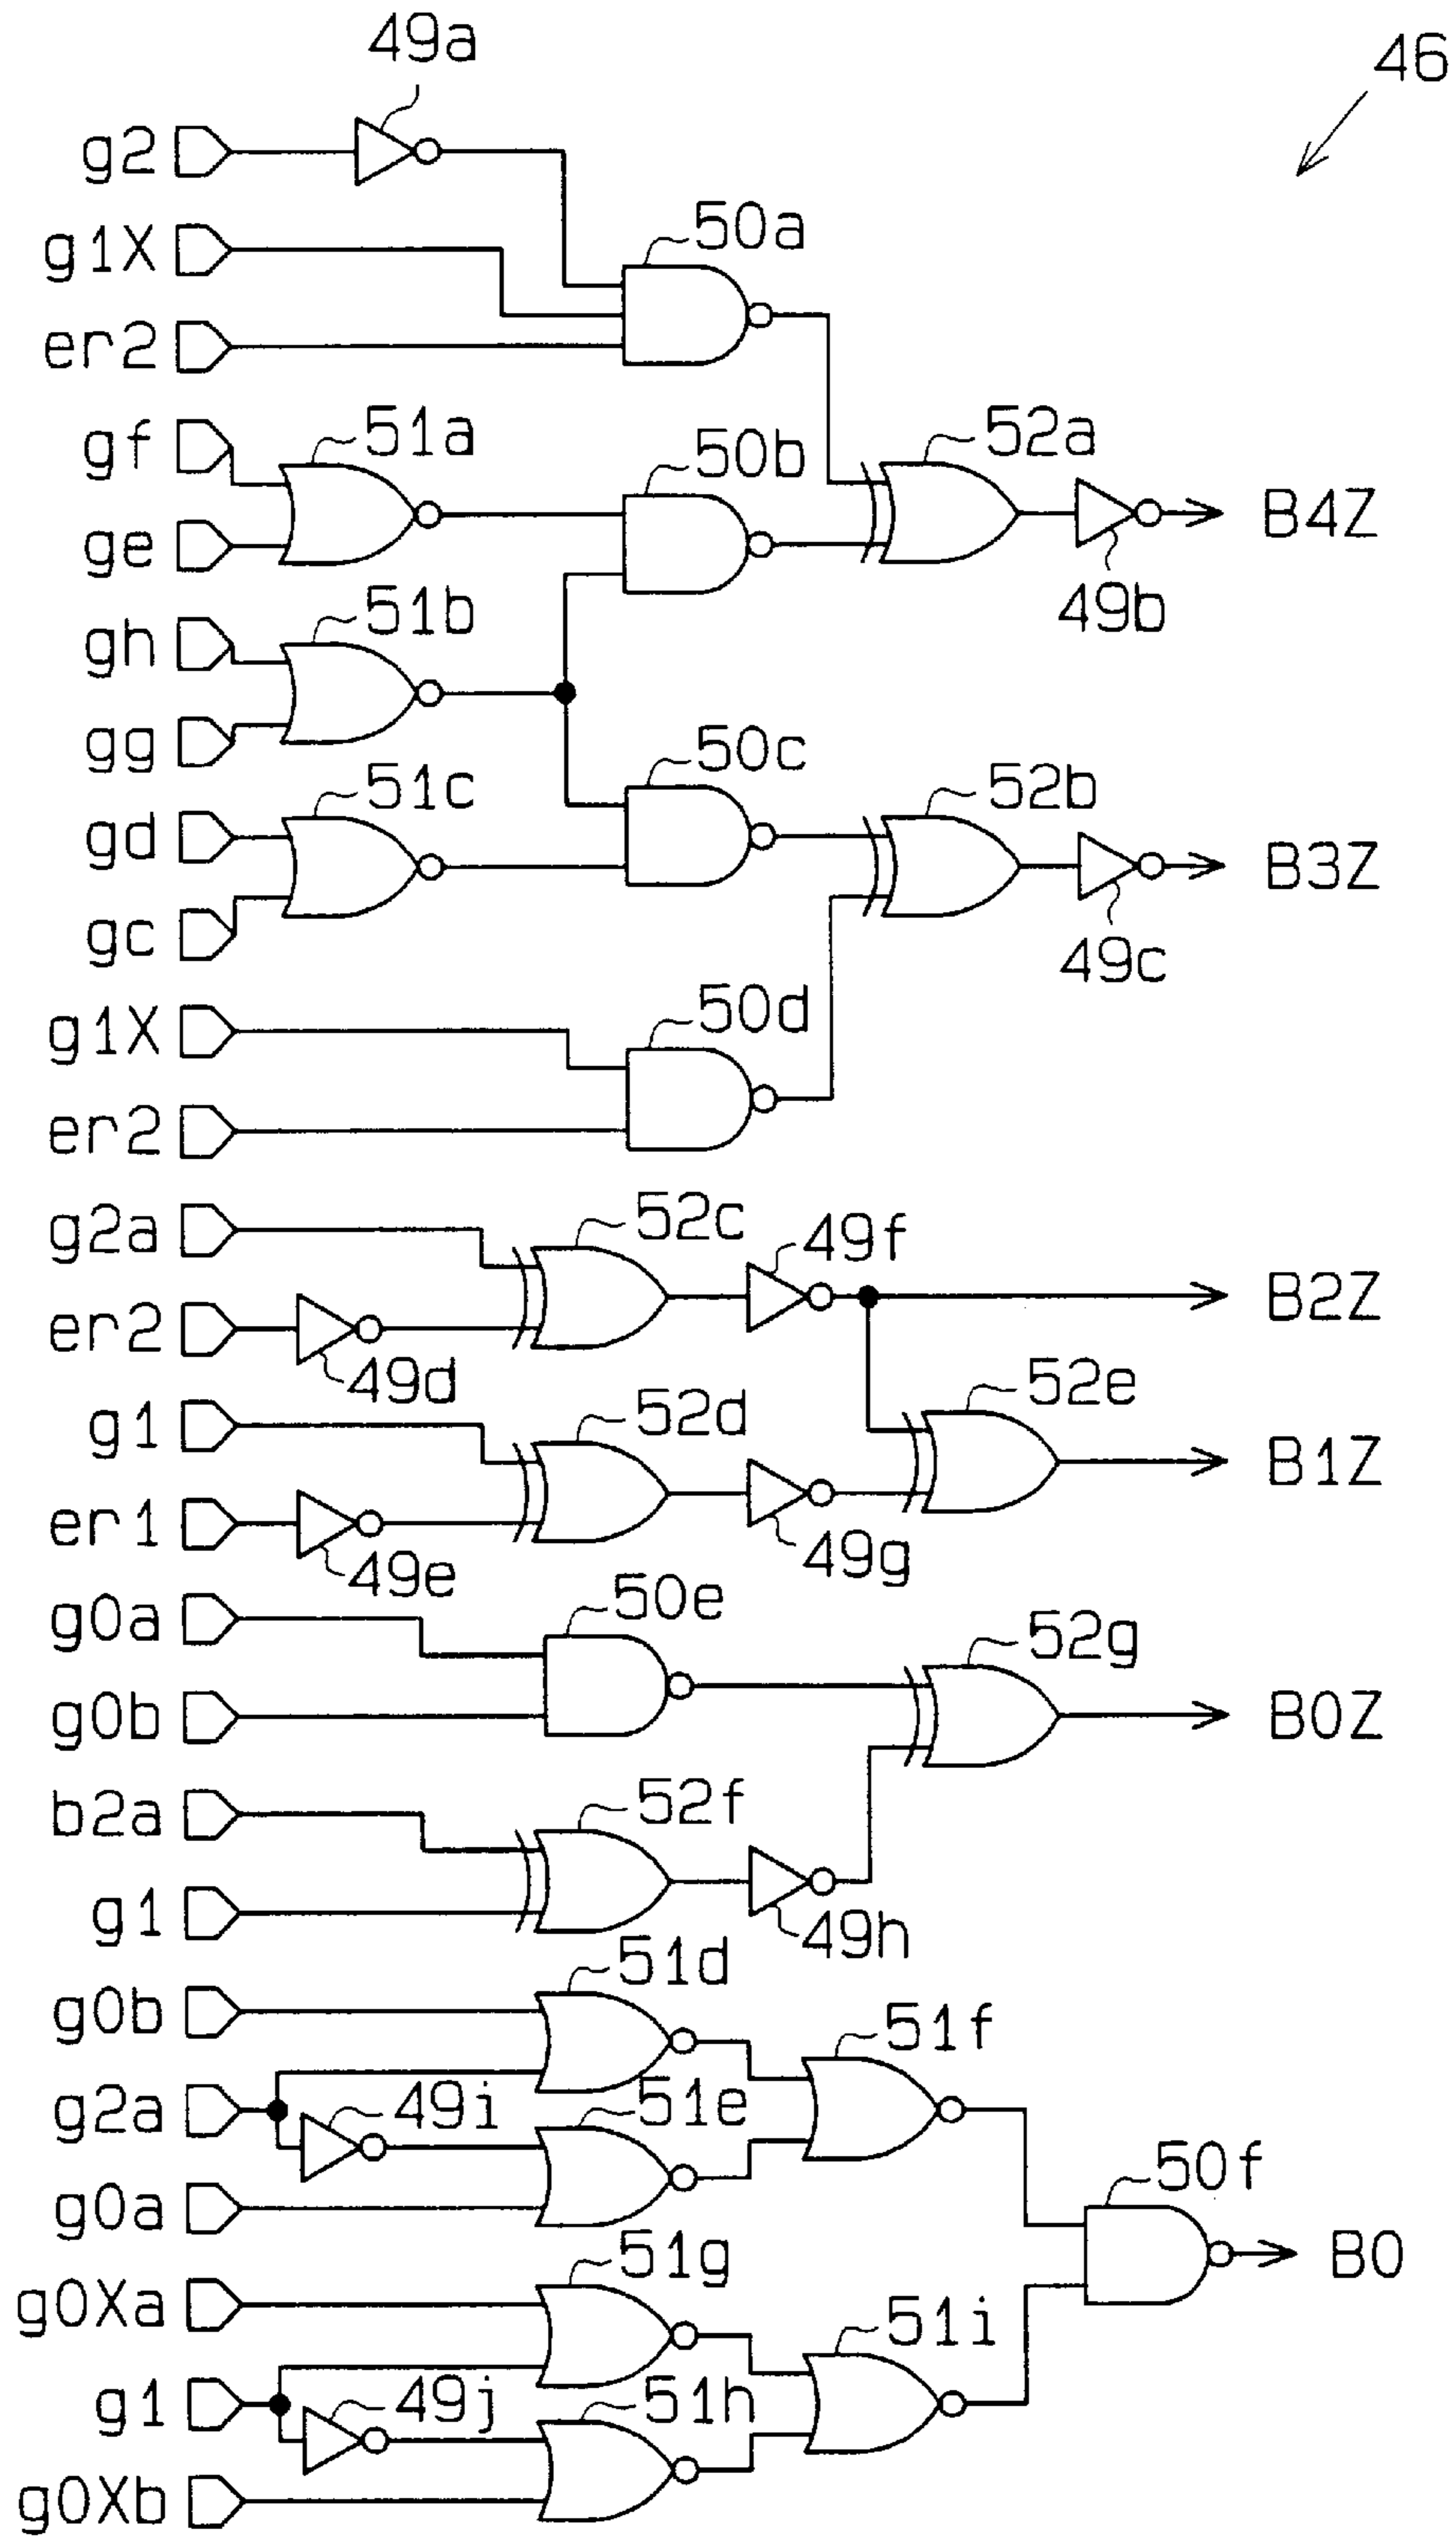 49a
46
g2
g1X
50a
er2
gf
51a
50b
52a
ge
B4Z
gh
51b
49b
gg
50c
gd
51c
52b
gc
B3Z
49c
g1X
50d
er2
g2a
52c
49f
er2
B2Z
49d
g1
52d
52e
er1
B1Z
49e
49g
g0a
50e
52g
g0b
B0Z
b2a
52f
g1
49h
g0b
51d
51f
g2a
49i
51e
50f
g0a
B0
g0Xa
51g
51i
g1
49j
51h
g0Xb